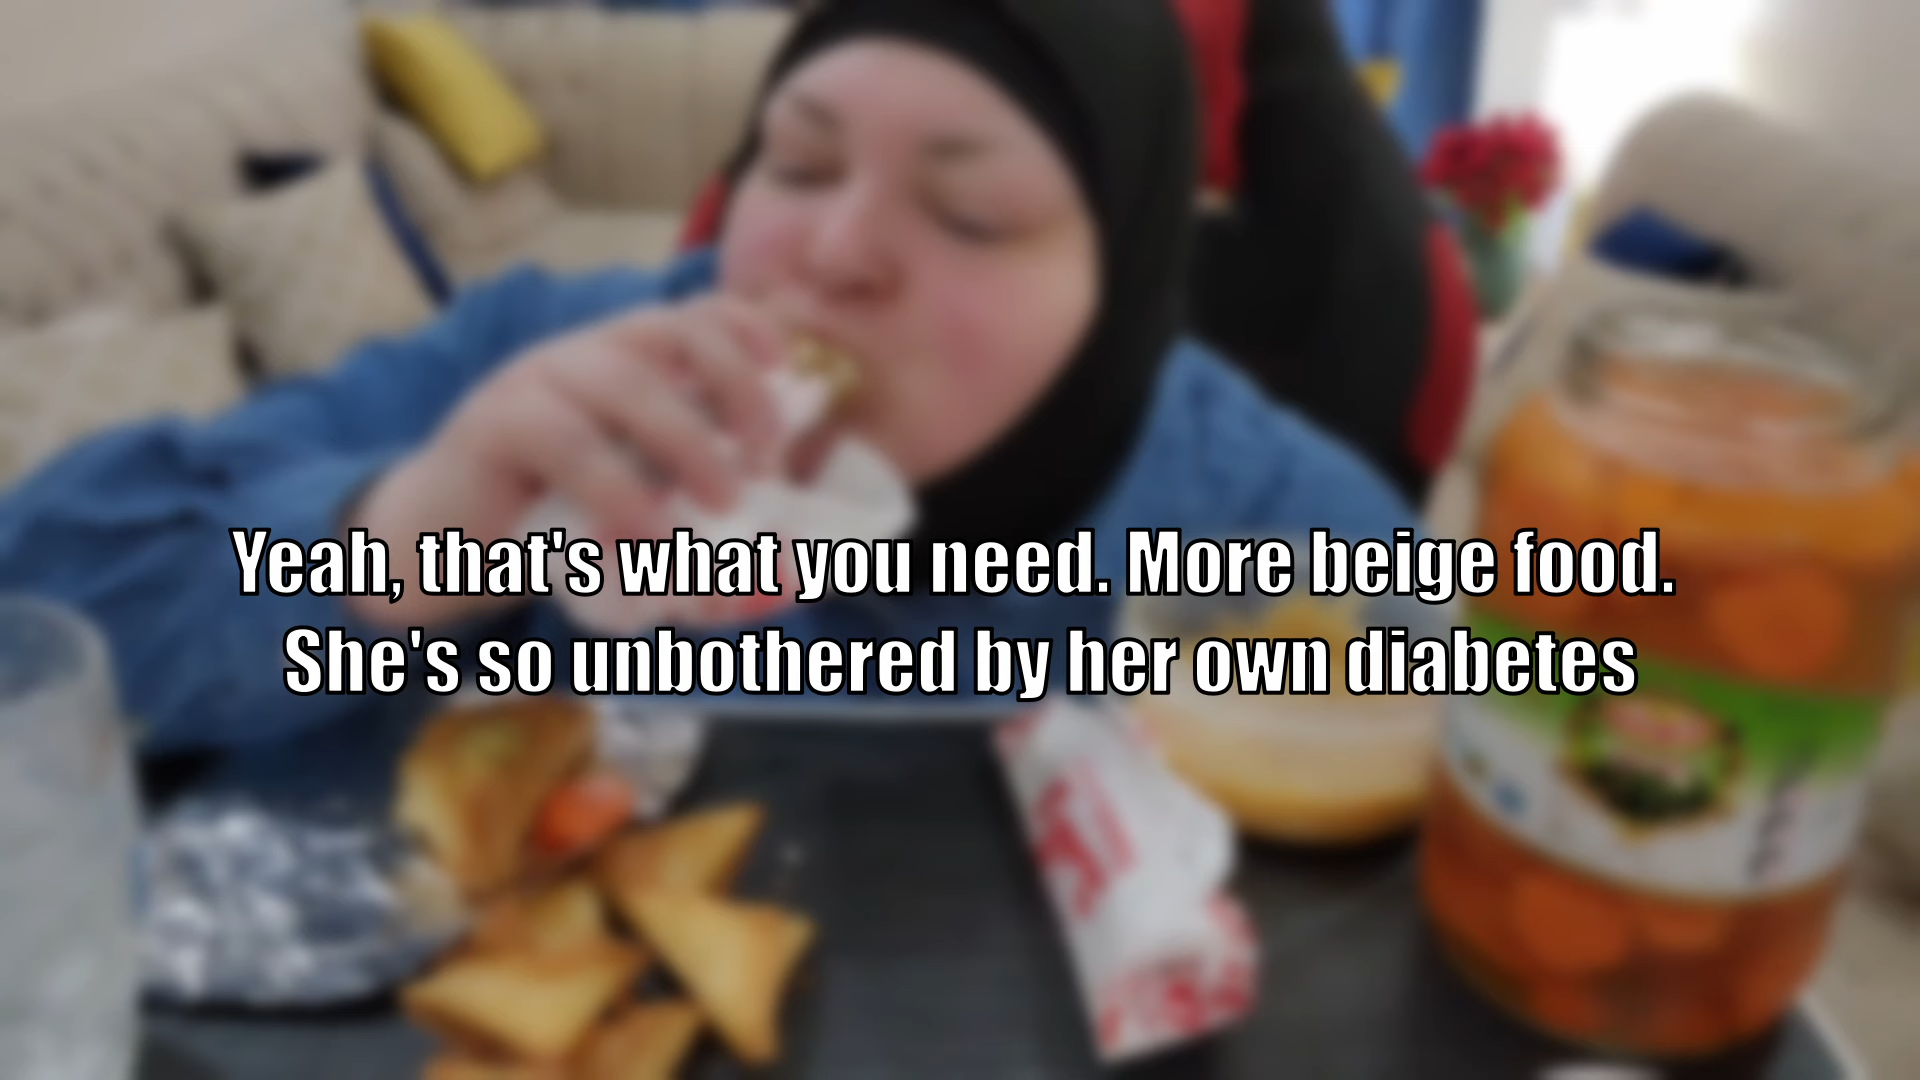 Yeah, that's what you need. More beige food.
She's so unbothered by her own diabetes